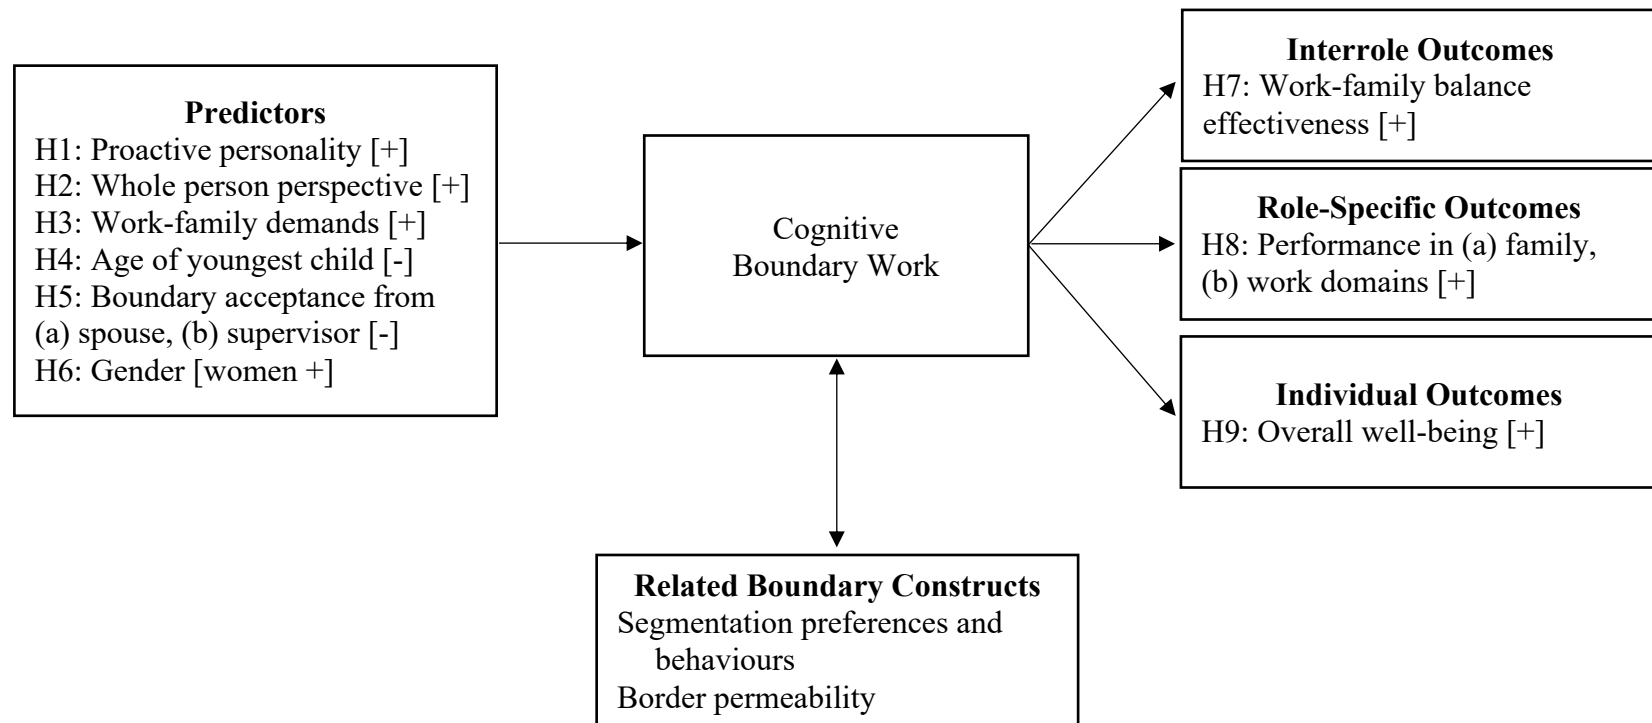 Predictors
H1: Proactive personality [+]
H2: Whole person perspective [+]
H3: Work-family demands [+]
H4: Age of youngest child [-]
H5: Boundary acceptance from
(a) spouse, (b) supervisor [-]
H6: Gender [women +]
Cognitive
Boundary Work
Interrole Outcomes
H7: Work-family balance
effectiveness [+]
Role-Specific Outcomes
H8: Performance in (a) family,
(b) work domains [+]
Individual Outcomes
H9: Overall well-being [+]
Related Boundary Constructs
Segmentation preferences and
behaviours
Border permeability